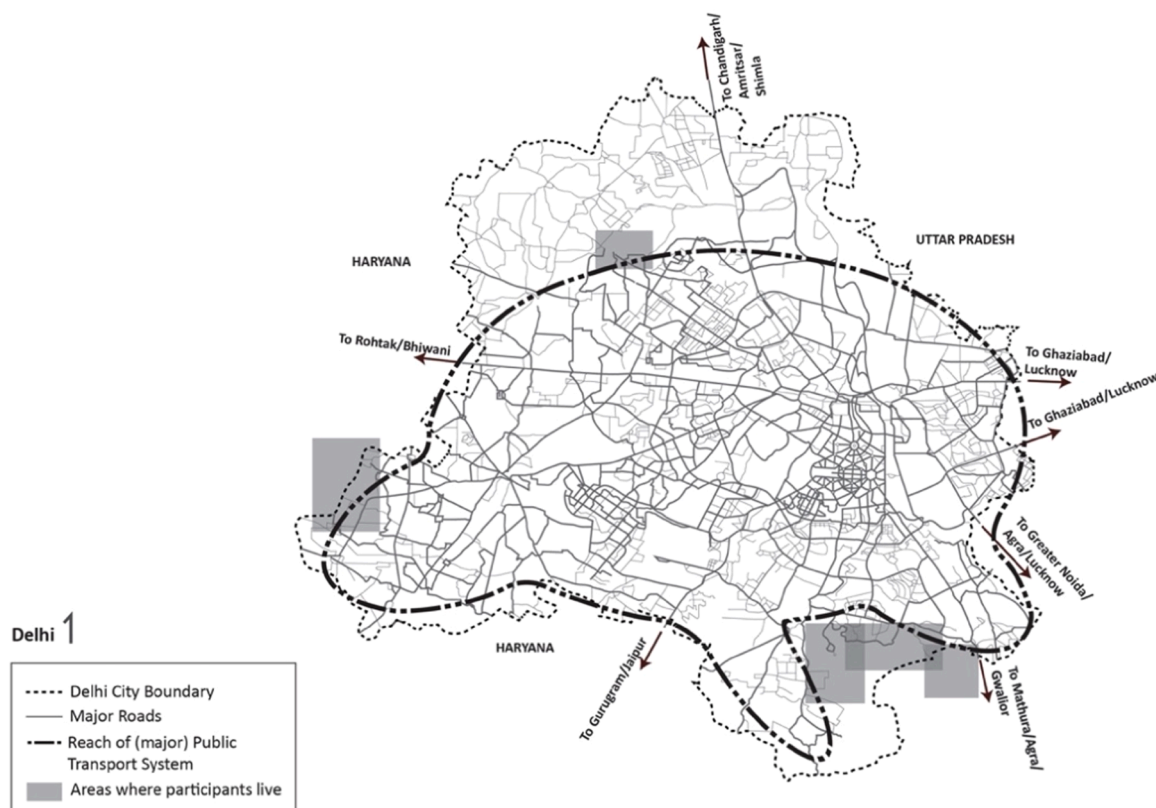 To Chandigarh/
Amritsar/
Shimla
UTTAR PRADESH
HARYANA
To Rohtak/Bhiwani
To Ghaziabad/
Lucknow
To Ghaziabad/Lucknow
To Greater Noida/
Agra/Lucknow
HARYANA
To Gurugram/Jaipur
To Mathura/Agra/
Gwalior
Delhi
Delhi City Boundary
Major Roads
Reach of (major) Public
Transport System
Areas where participants live